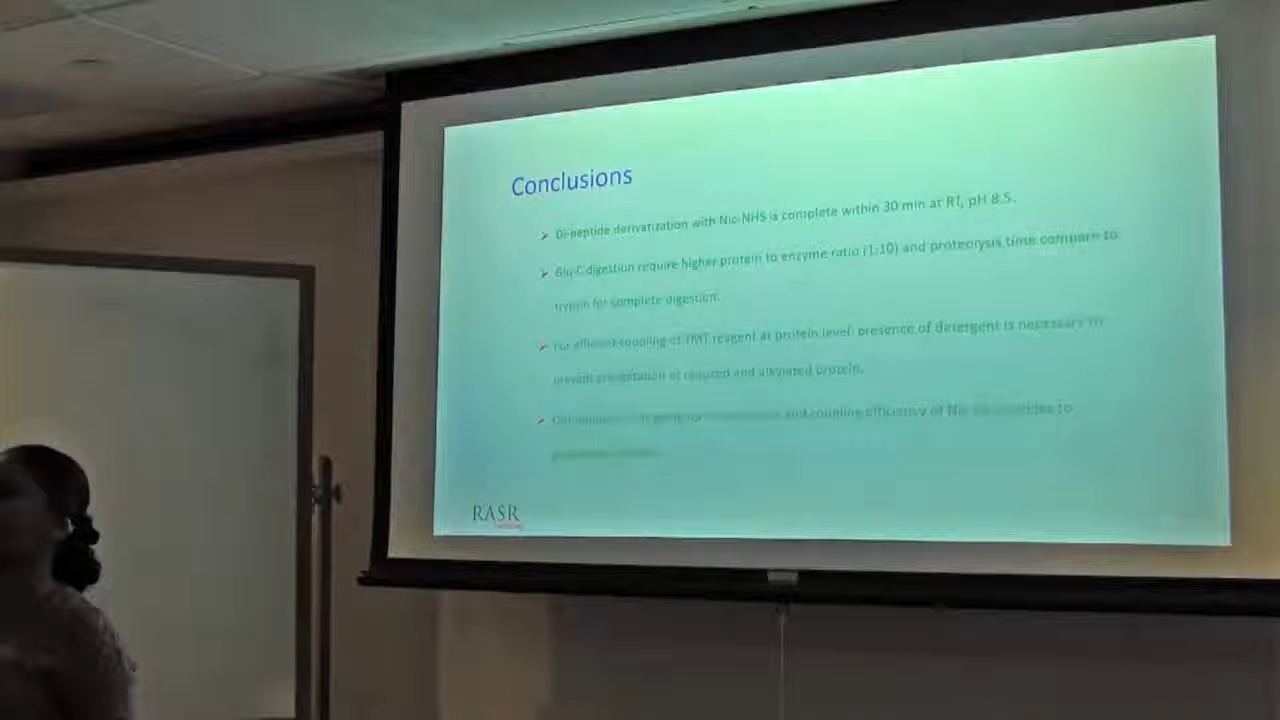 Conclusions
Di-peptide derivatization with Nic-NHS is complete within 30 min at RT, pH 8.5.
Glu-C digestion require higher protein to enzyme ratio (1:10) and proteolysis time compare to
trypsin for complete digestion.
For efficient coupling of TMT reagent at protein level: presence of detergent is necessary to
prevent precipitation of reduced and alkylated protein.
and coupling efficiency of Nic to
RASR